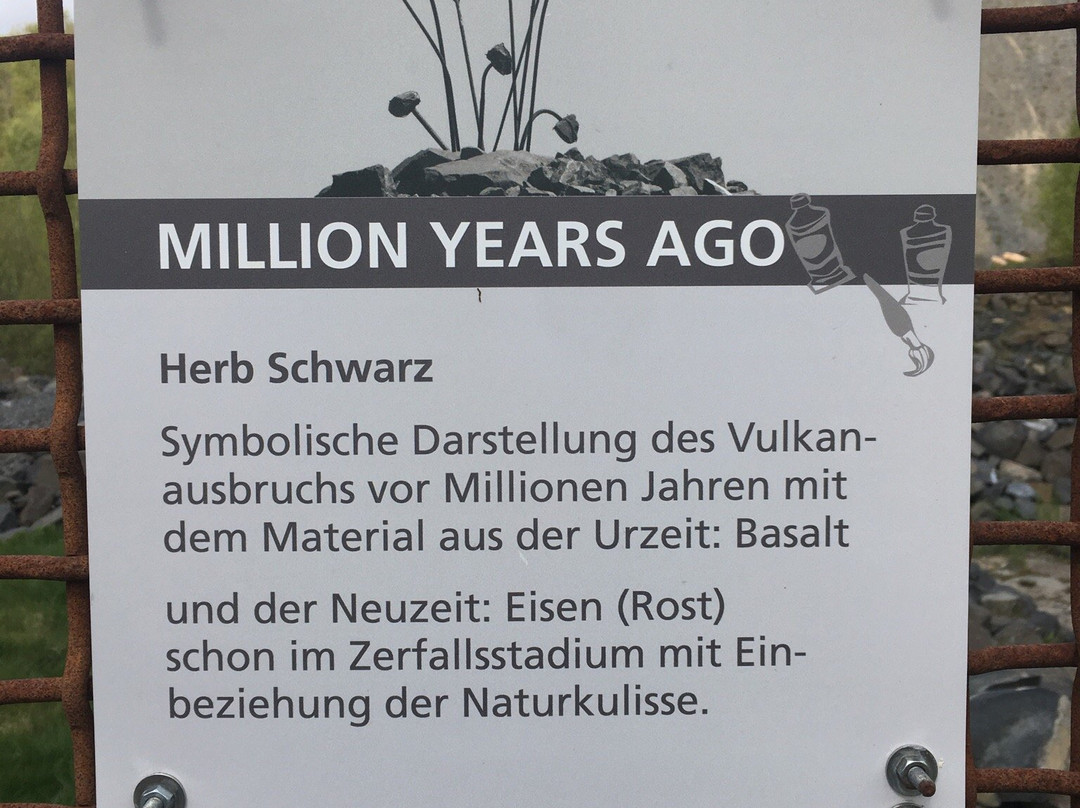 MILLION YEARS AGO
Herb Schwarz
Symbolische Darstellung des Vulkan-
ausbruchs vor Millionen Jahren mit
dem Material aus der Urzeit: Basalt
und der Neuzeit: Eisen (Rost)
schon im Zerfallsstadium mit Ein-
beziehung der Naturkulisse.